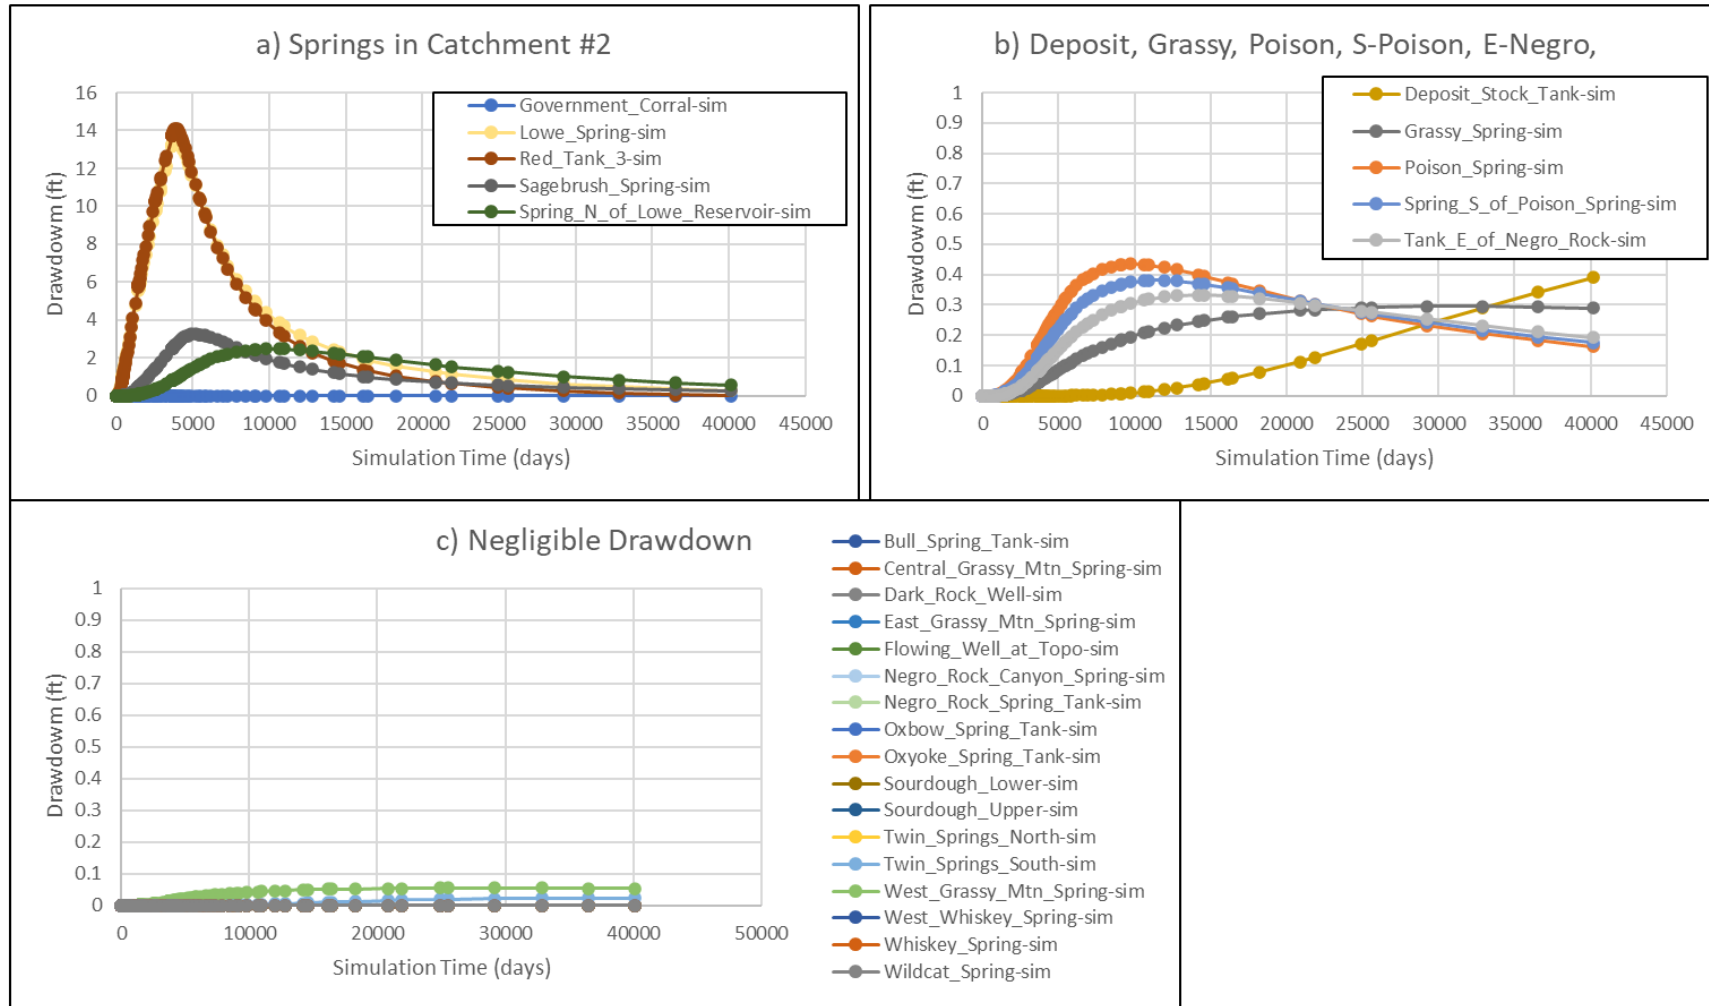 a) Springs in Catchment #2
16
14
12
10
8
6
4
2
0
Drawdowm (ft)
0 5000 10000 15000 20000 25000 30000 35000 40000 45000
Simulation Time (days)
Government_Corral-sim
Lowe_Spring-sim
Red_Tank_3-sim
Sagebrush_Spring-sim
Spring_N_of_Lowe_Reservoir-sim
b) Deposit, Grassy, Poison, S-Poison, E-Negro,
1
0.9
0.8
0.7
0.6
0.5
0.4
0.3
0.2
0.1
0
Drawdowm (ft)
0 5000 10000 15000 20000 25000 30000 35000 40000 45000
Simulation Time (days)
Deposit_Stock_Tank-sim
Grassy_Spring-sim
Poison_Spring-sim
Spring_S_of_Poison_Spring-sim
Tank_E_of_Negro_Rock-sim
c) Negligible Drawdown
1
0.9
0.8
0.7
0.6
0.5
0.4
0.3
0.2
0.1
0
Drawdowm (ft)
0 10000 20000 30000 40000 50000
Simulation Time (days)
Bull_Spring_Tank-sim
Central_Grassy_Mtn_Spring-sim
Dark_Rock_Well-sim
East_Grassy_Mtn_Spring-sim
Flowing_Well_at_Topo-sim
Negro_Rock_Canyon_Spring-sim
Negro_Rock_Spring_Tank-sim
Oxbow_Spring_Tank-sim
Oxyoke_Spring_Tank-sim
Sourdough_Lower-sim
Sourdough_Upper-sim
Twin_Springs_North-sim
Twin_Springs_South-sim
West_Grassy_Mtn_Spring-sim
West_Whiskey_Spring-sim
Whiskey_Spring-sim
Wildcat_Spring-sim